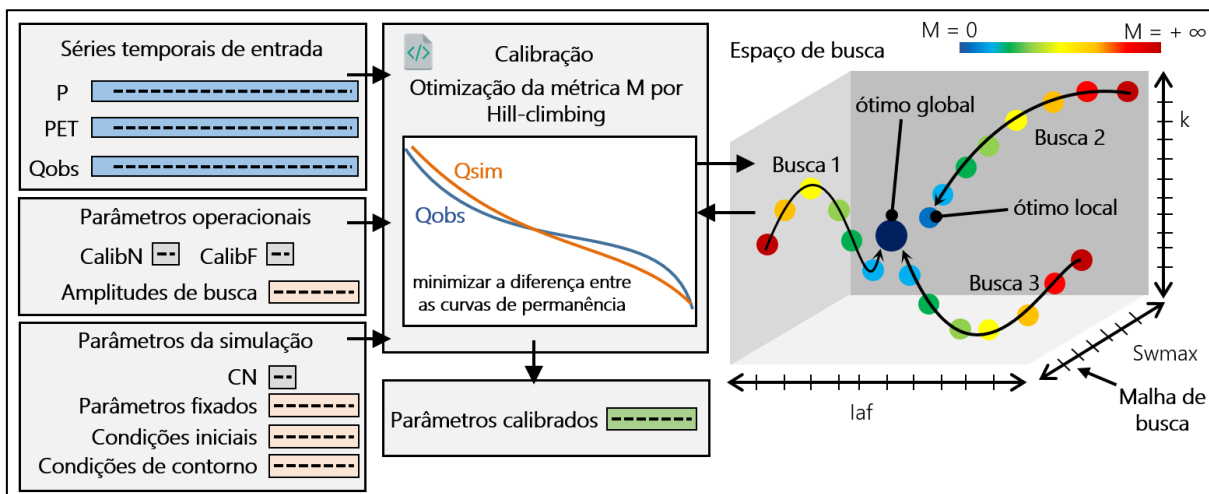 Séries temporais de entrada
P
PET
Qobs
Parâmetros operacionais
CalibN
CalibF
Amplitudes de busca
Parâmetros da simulação
CN
Parâmetros fixados
Condições iniciais
Condições de contorno
</>
Calibração
Otimização da métrica M por
Hill-climbing
Qsim
Qobs
minimizar a diferença entre
as curvas de permanência
Parâmetros calibrados
M = 0
M = + ∞
Espaço de busca
ótimo global
Busca 1
Busca 2
ótimo local
Busca 3
k
Swmax
Iaf
Malha de
busca